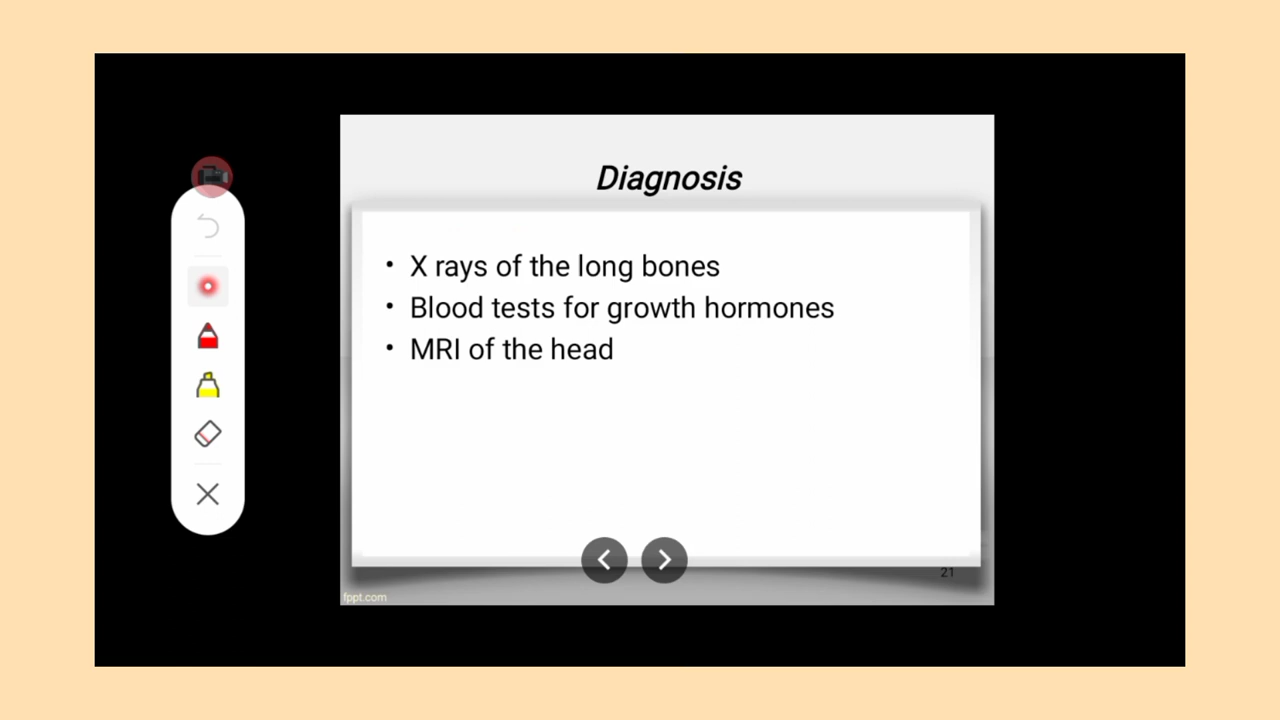 Diagnosis
• X rays of the long bones
• Blood tests for growth hormones
• MRI of the head
21
fppt.com